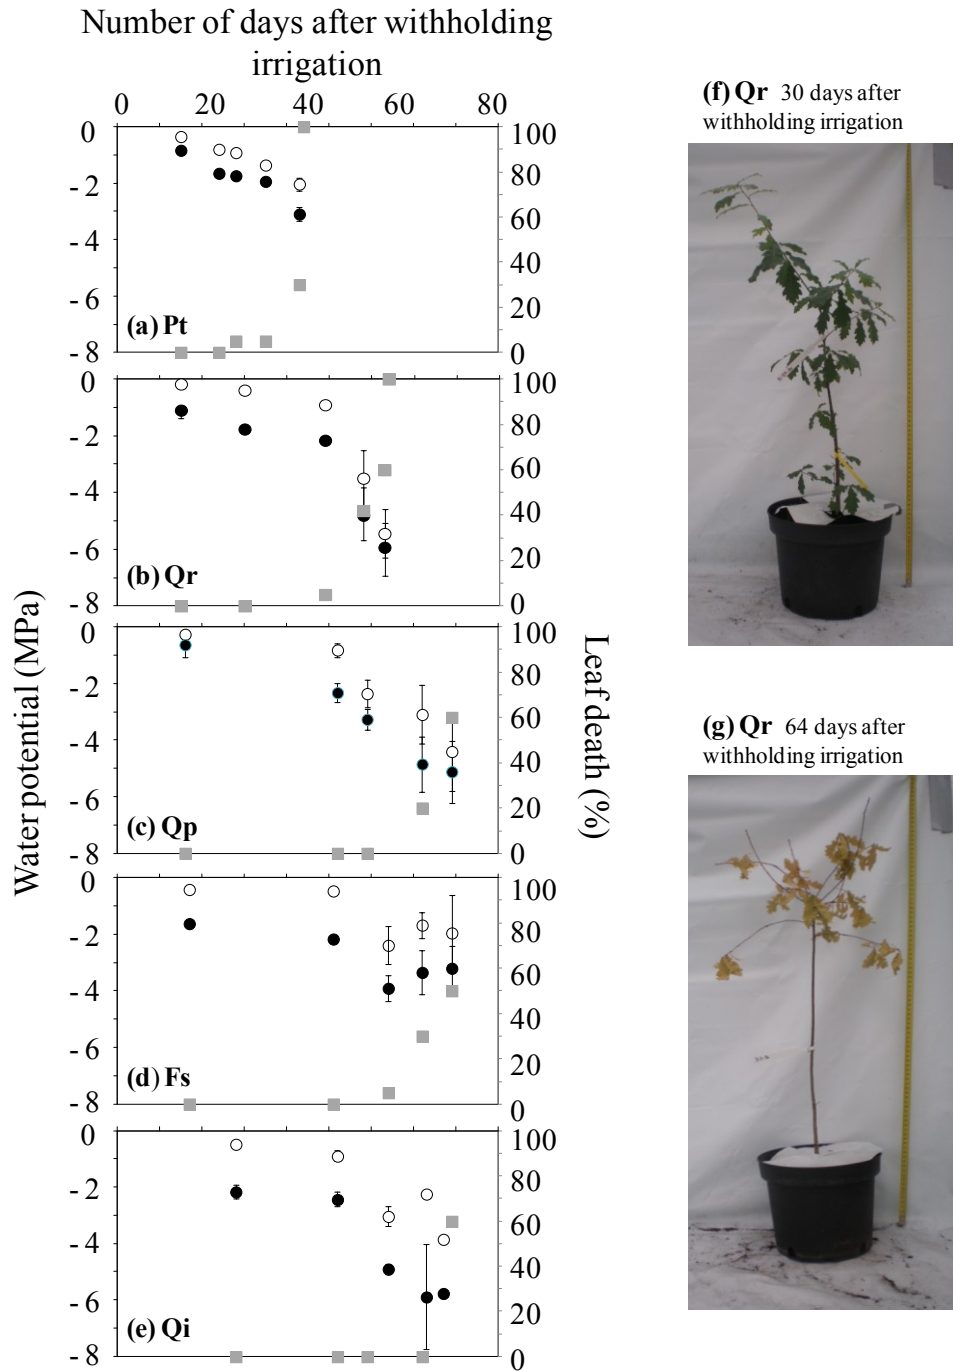 Number of days after withholding
irrigation
0 20 40 60 80
0 100
80
- 2
60
- 4
40
- 6 20
(a) Pt
- 8 0
0 100
80
- 2
60
- 4
40
- 6 20
(b) Qr
- 8 0
0 100
80
- 2
60
- 4
40
- 6 20
(c) Qp
- 8 0
0 100
80
- 2
60
- 4
40
- 6 20
(d) Fs
- 8 0
0 100
80
- 2
60
- 4
40
- 6 20
(e) Qi
- 8 0
Water potential (MPa)
Leaf death (%)
(f) Qr 30 days after
withholding irrigation
(g) Qr 64 days after
withholding irrigation